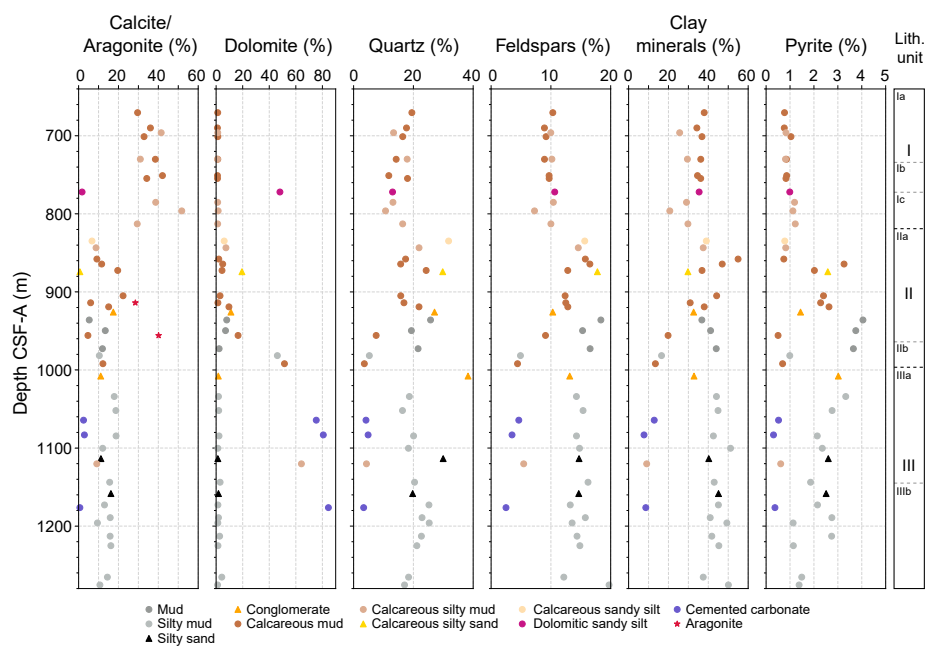 Calcite/
Aragonite (%)
Dolomite (%)
Quartz (%)
Feldspars (%)
Clay
minerals (%)
Pyrite (%)
Lith.
unit
0 20 40 60
0 20 40 60 80
0 20 40
0 10 20
0 20 40 60
0 1 2 3 4 5
Depth CSF-A (m)
700
800
900
1000
1100
1200
Ia
I
Ib
Ic
IIa
II
IIb
IIIa
III
IIIb
Mud
Conglomerate
Calcareous silty mud
Calcareous sandy silt
Cemented carbonate
Silty mud
Calcareous mud
Calcareous silty sand
Dolomitic sandy silt
Aragonite
Silty sand